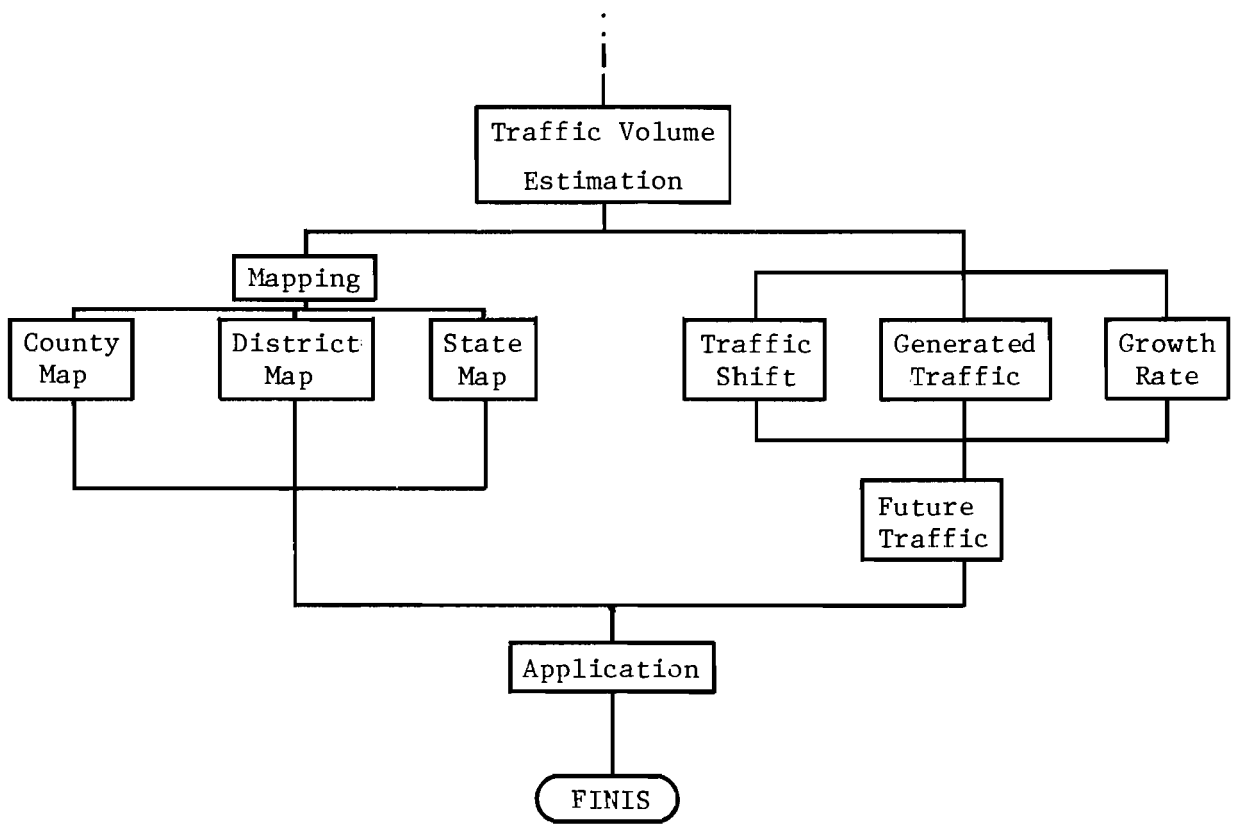 Traffic Volume
Estimation
Mapping
County
Map
District
Map
State
Map
Traffic
Shift
Generated
Traffic
Growth
Rate
Future
Traffic
Application
FINIS